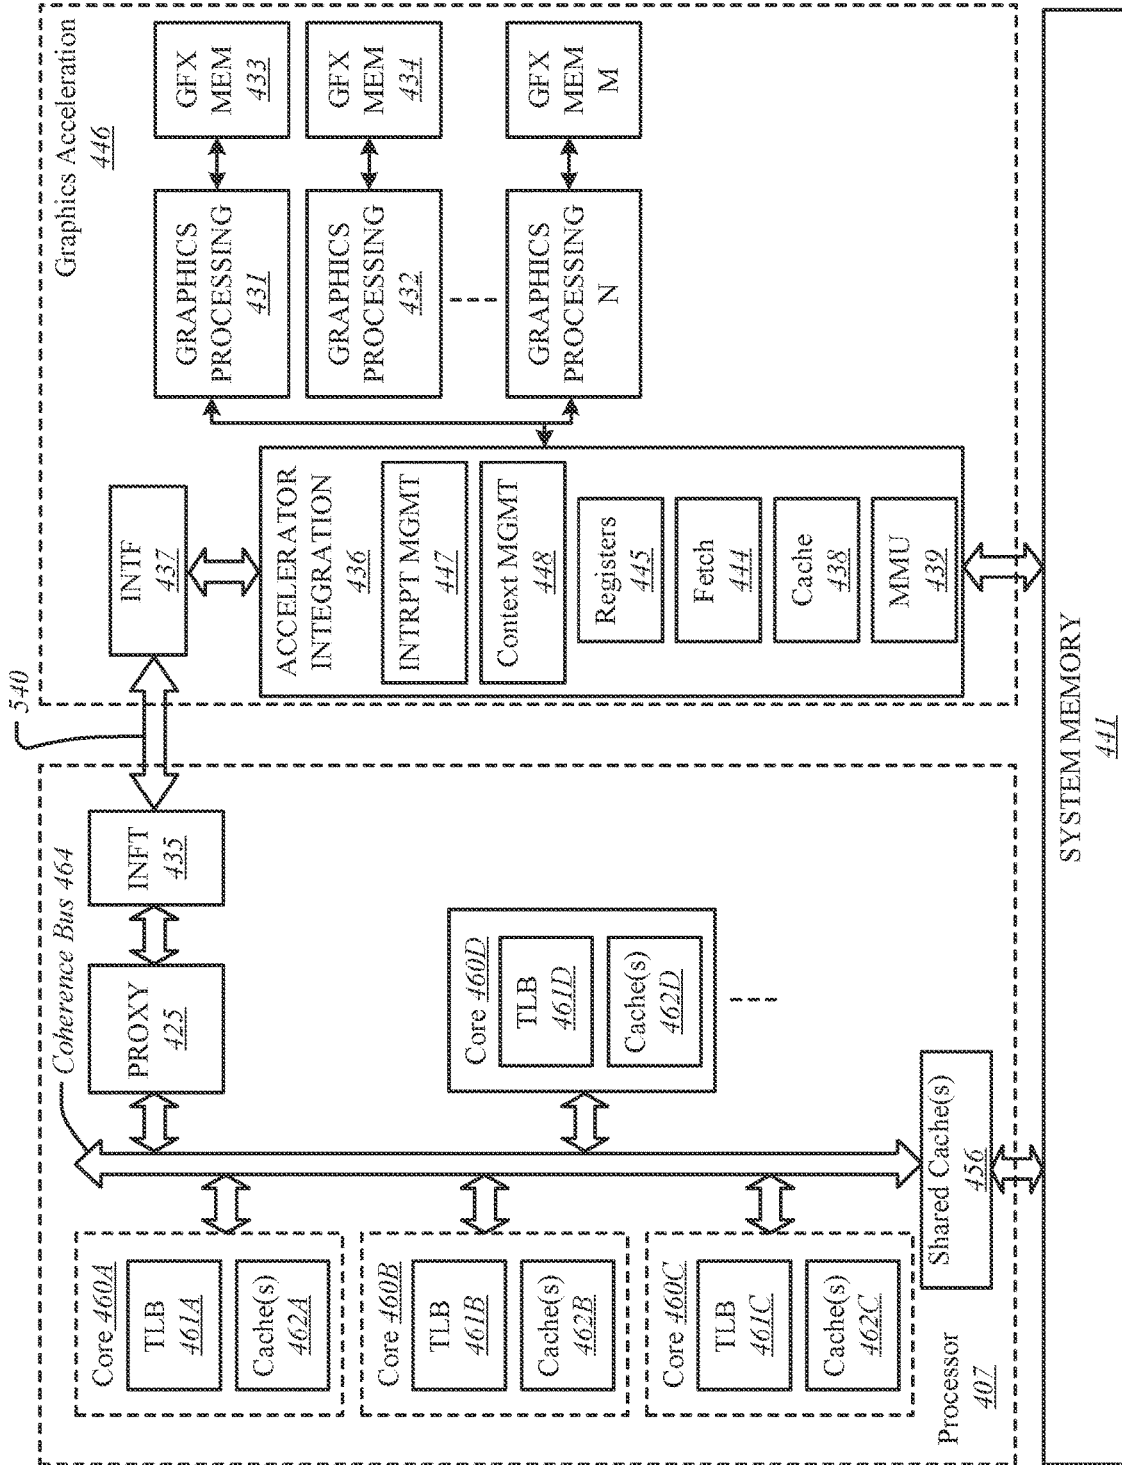 Processor
407
Core 460A
TLB
461A
Cache(s)
462A
Core 460B
TLB
461B
Cache(s)
462B
Core 460C
TLB
461C
Cache(s)
462C
Coherence Bus 464
PROXY
425
INFT
435
Core 460D
TLB
461D
Cache(s)
462D
Shared Cache(s)
456
540
Graphics Acceleration
446
INTF
437
ACCELERATOR
INTEGRATION
436
INTRPT MGMT
447
Context MGMT
448
Registers
445
Fetch
444
Cache
438
MMU
439
GRAPHICS
PROCESSING
431
GFX
MEM
433
GRAPHICS
PROCESSING
432
GFX
MEM
434
GRAPHICS
PROCESSING
N
GFX
MEM
M
SYSTEM MEMORY
441